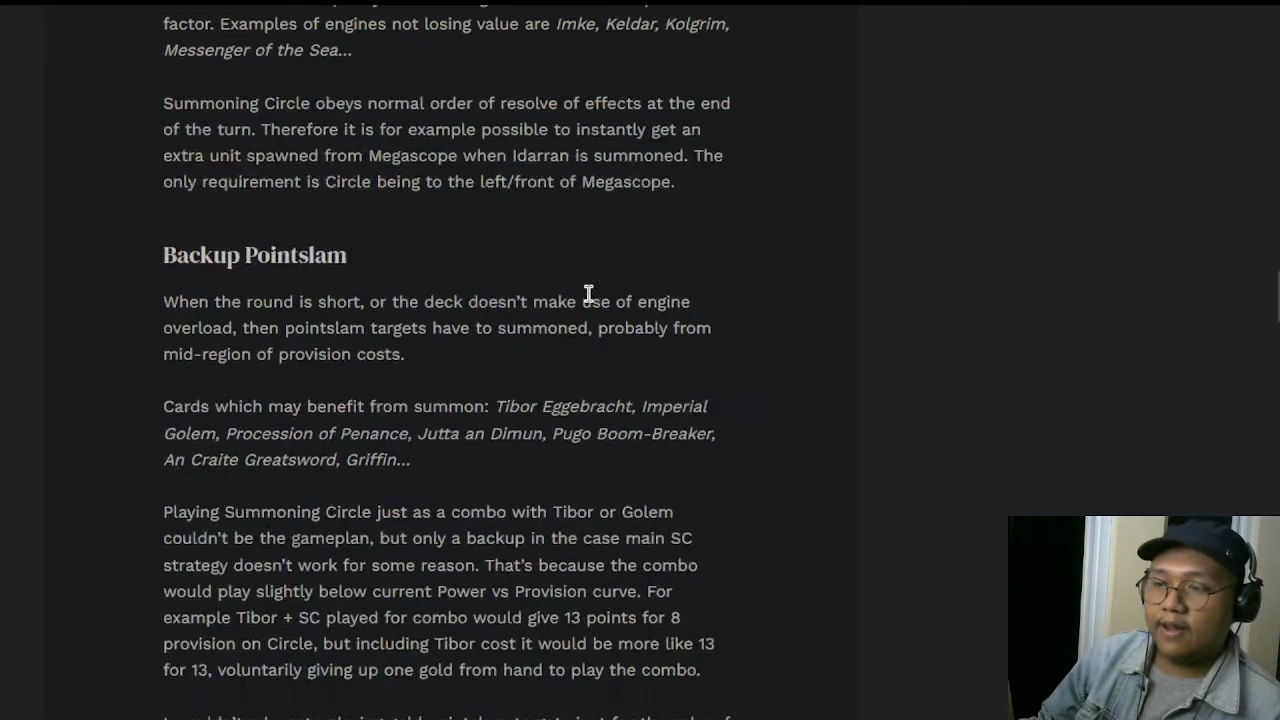 factor. Examples of engines not losing value are Imke, Keldar, Kolgrim,
Messenger of the Sea...
Summoning Circle obeys normal order of resolve of effects at the end
of the turn. Therefore it is for example possible to instantly get an
extra unit spawned from Megascope when Idarran is summoned. The
only requirement is Circle being to the left/front of Megascope.
Backup Pointslam
When the round is short, or the deck doesn't make use of engine
overload, then pointslam targets have to summoned, probably from
mid-region of provision costs.
Cards which may benefit from summon: Tibor Eggebracht, Imperial
Golem, Procession of Penance, Jutta an Dimun, Pugo Boom-Breaker,
An Craite Greatsword, Griffin...
Playing Summoning Circle just as a combo with Tibor or Golem
couldn't be the gameplan, but only a backup in the case main SC
strategy doesn't work for some reason. That's because the combo
would play slightly below current Power vs Provision curve. For
example Tibor + SC played for combo would give 13 points for 8
provision on Circle, but including Tibor cost it would be more like 13
for 13, voluntarily giving up one gold from hand to play the combo.